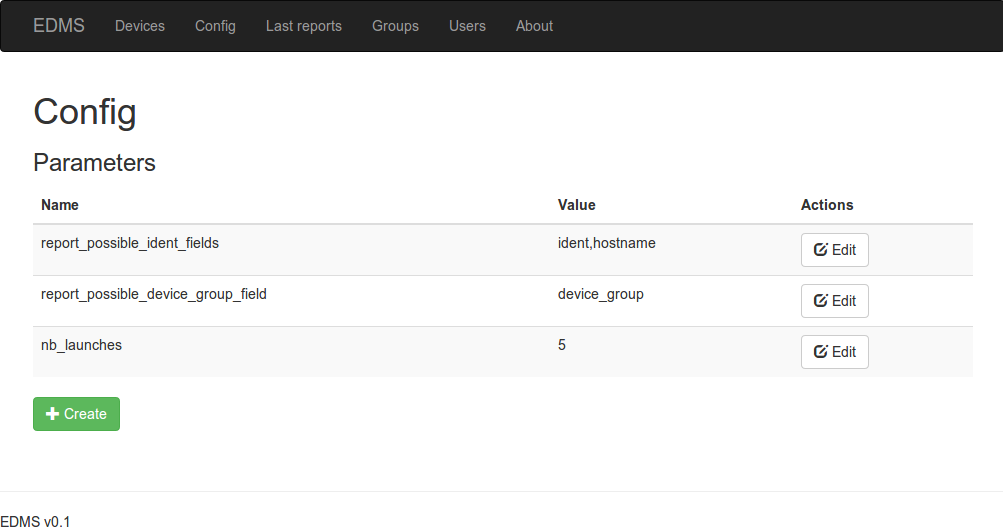 EDMS Devices Config Last reports Groups Users About
Config
Parameters
Name Value Actions
report_possible_ident_fields ident,hostname Edit
report_possible_device_group_field device_group Edit
nb_launches 5 Edit
Create
EDMS v0.1